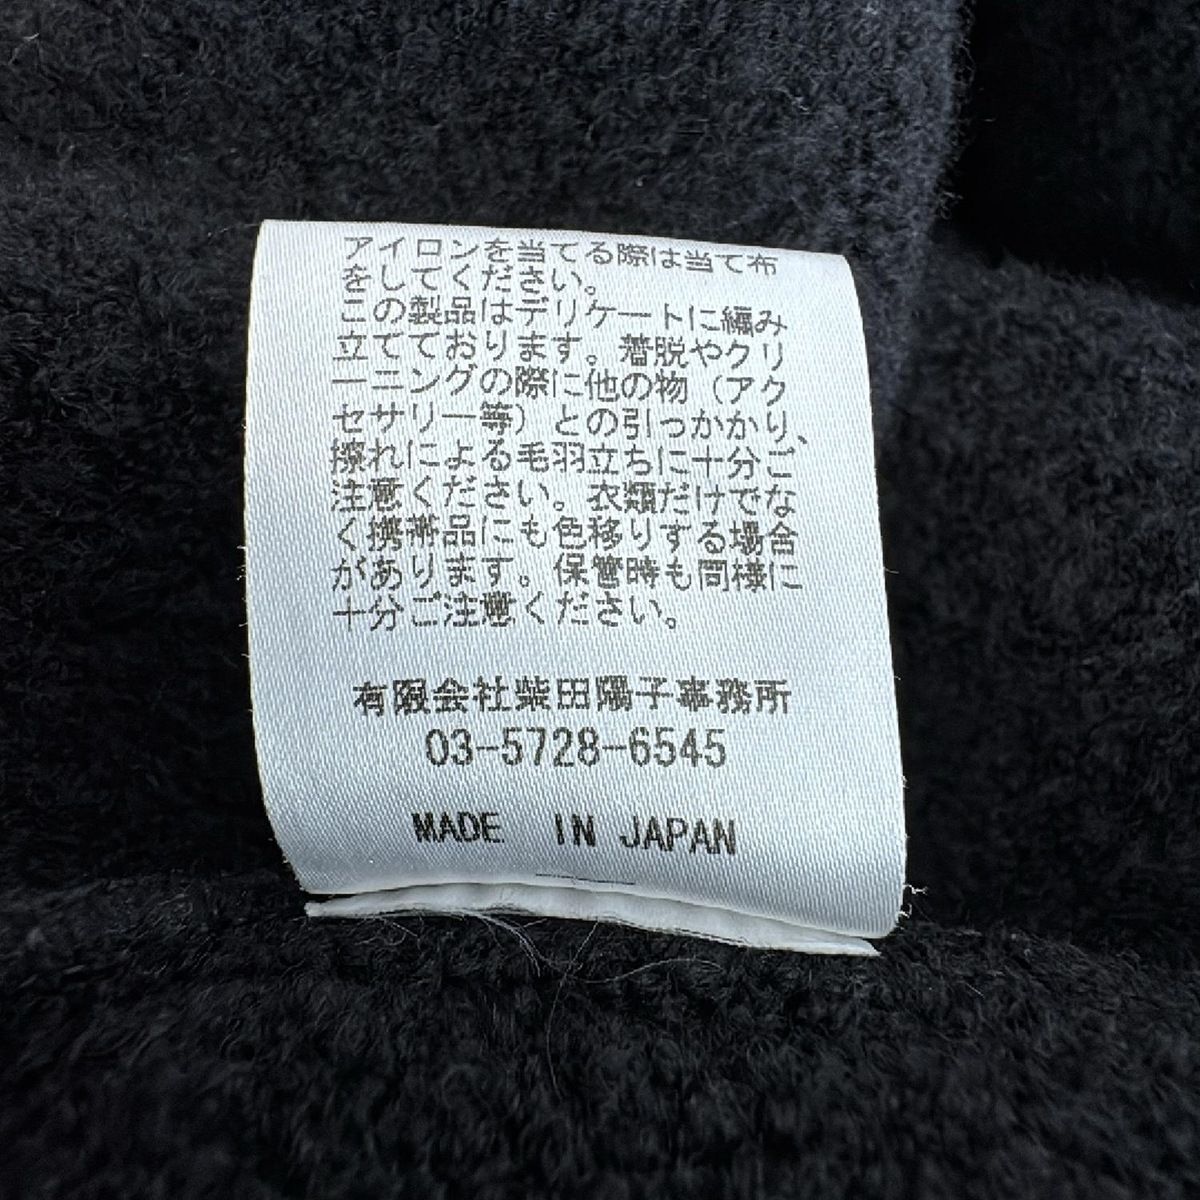 アイロンを当てる際は当て布
をしてください。
この製品はデリケートに編み
立てております。着脱やクリ
ーニングの際に他の物（アク
セサリー等）との引っかかり、
擦れによる毛羽立ちに十分ご
注意ください。衣類だけでな
く携帯品にも色移りする場合
があります。保管時も同様に
十分ご注意ください。
有限会社柴田陽子事務所
03-5728-6545
MADE IN JAPAN